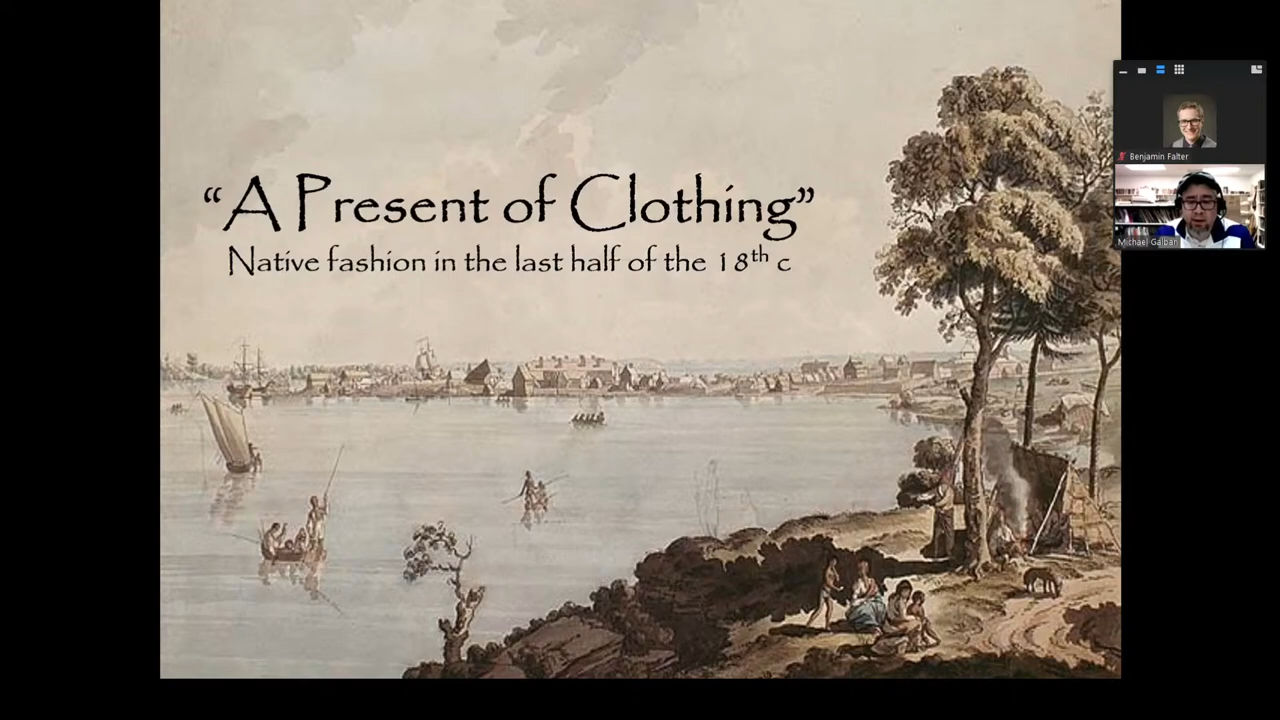 “A Present of Clothing”
Native fashion in the last half of the 18th c
Benjamin Falter
Michael Galban